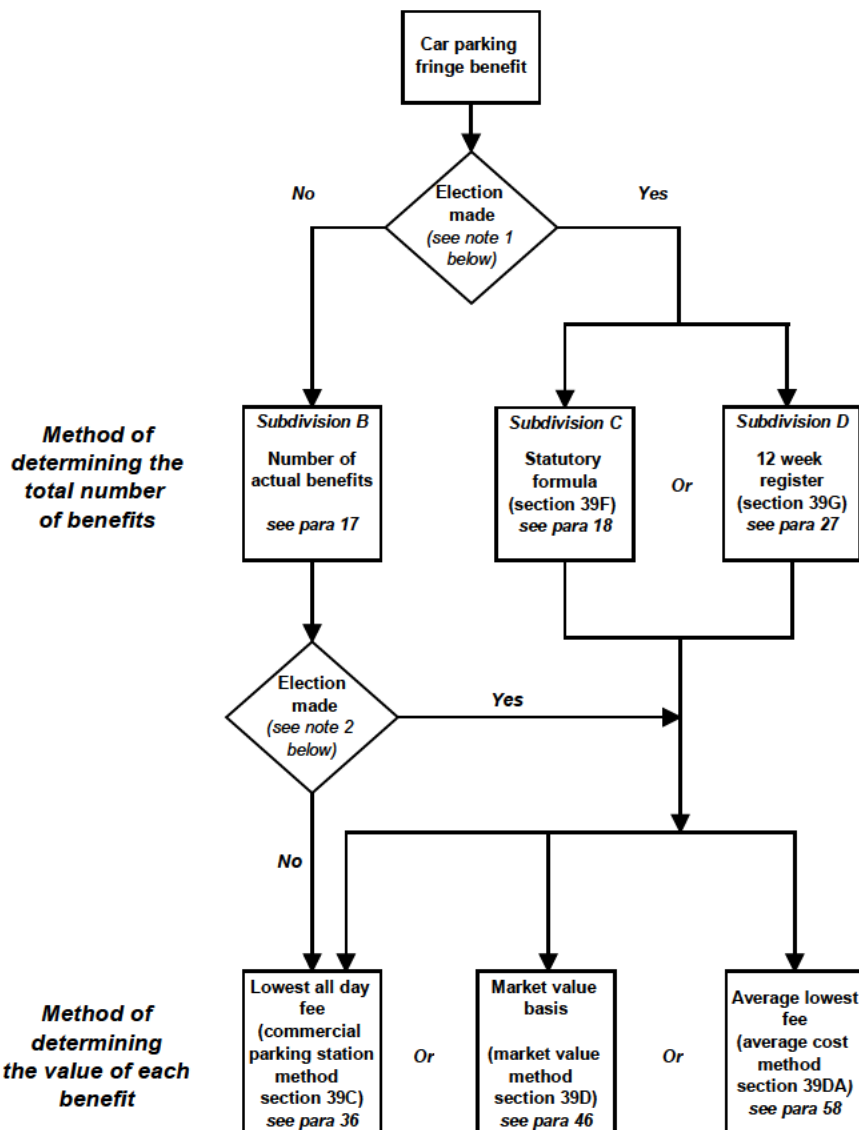 Car parking
fringe benefit
No
Yes
Election
made
(see note 1
below)
Method of
determining the
total number
of benefits
Subdivision B
Number of
actual benefits
see para 17
Subdivision C
Statutory
formula
(section 39F)
see para 18
Or
Subdivision D
12 week
register
(section 39G)
see para 27
Election
made
(see note 2
below)
Yes
No
Method of
determining
the value of each
benefit
Lowest all day
fee
(commercial
parking station
method
section 39C)
see para 36
Or
Market value
basis
(market value
method
section 39D)
see para 46
Or
Average lowest
fee
(average cost
method
section 39DA)
see para 58